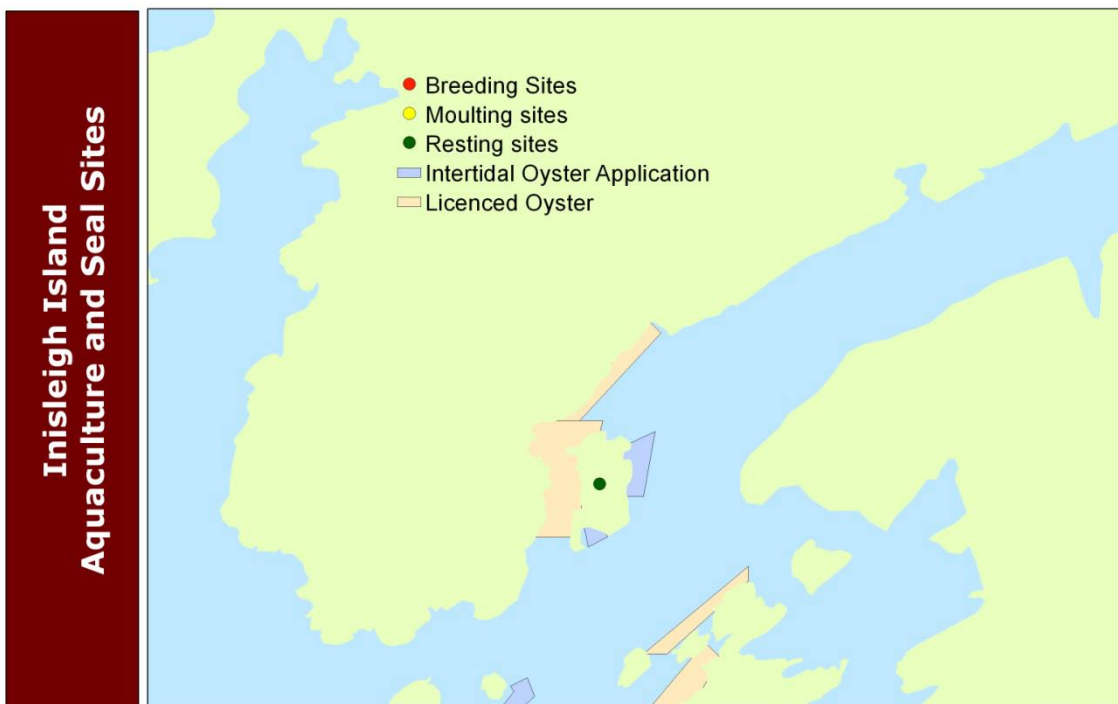 Inisleigh Island
Aquaculture and Seal Sites
Breeding Sites
Moulting sites
Resting sites
Intertidal Oyster Application
Licenced Oyster